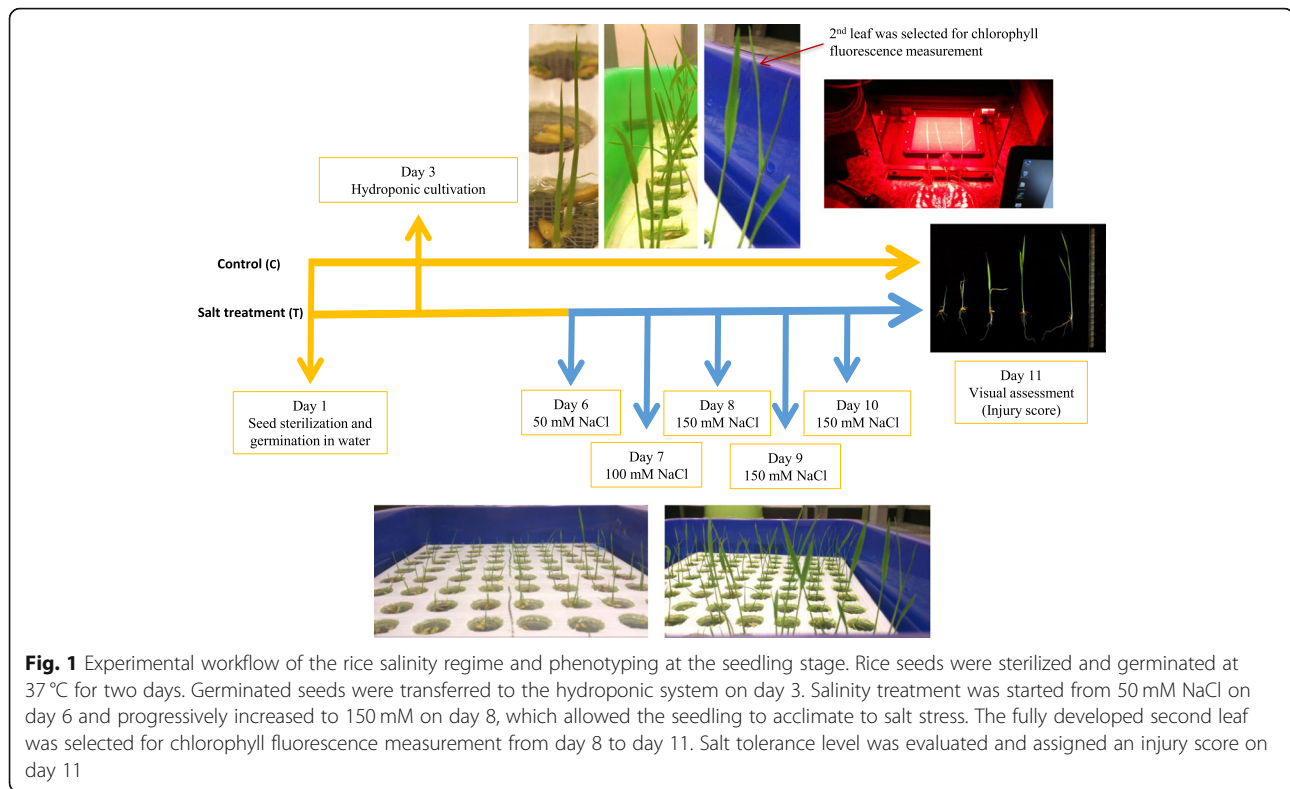 2nd leaf was selected for chlorophyll
fluorescence measurement
Day 3
Hydroponic cultivation
Control (C)
Salt treatment (T)
Day 1
Seed sterilization and
germination in water
Day 6
50 mM NaCl
Day 7
100 mM NaCl
Day 8
150 mM NaCl
Day 9
150 mM NaCl
Day 10
150 mM NaCl
Day 11
Visual assessment
(Injury score)
Fig. 1 Experimental workflow of the rice salinity regime and phenotyping at the seedling stage. Rice seeds were sterilized and germinated at
37 °C for two days. Germinated seeds were transferred to the hydroponic system on day 3. Salinity treatment was started from 50 mM NaCl on
day 6 and progressively increased to 150 mM on day 8, which allowed the seedling to acclimate to salt stress. The fully developed second leaf
was selected for chlorophyll fluorescence measurement from day 8 to day 11. Salt tolerance level was evaluated and assigned an injury score on
day 11